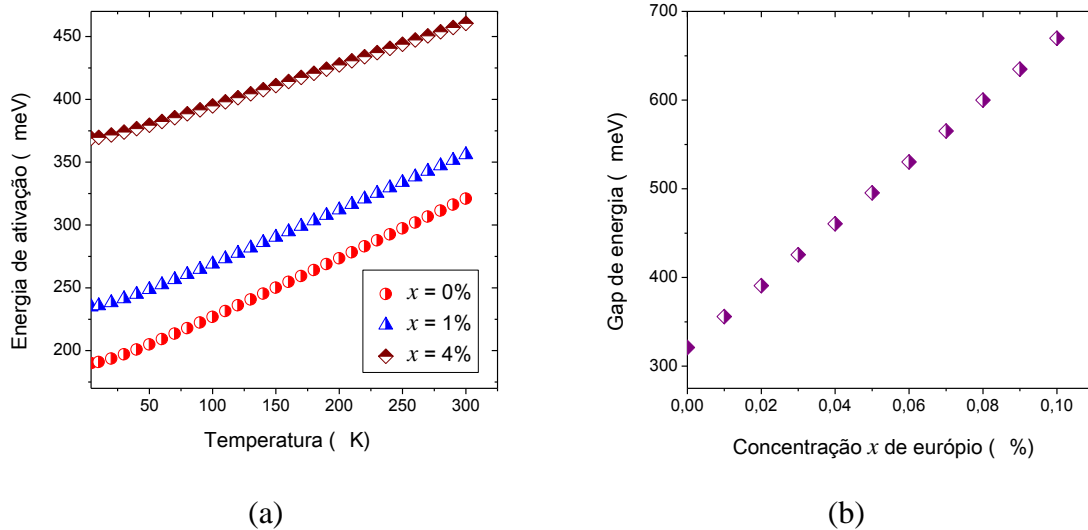 Energia de ativação ( meV)
450
400
350
300
250
200
50
100
150
200
250
300
Temperatura ( K)
x = 0%
x = 1%
x = 4%
(a)
Gap de energia ( meV)
700
600
500
400
300
0,00
0,02
0,04
0,06
0,08
0,10
Concentração x de európio ( %)
(b)